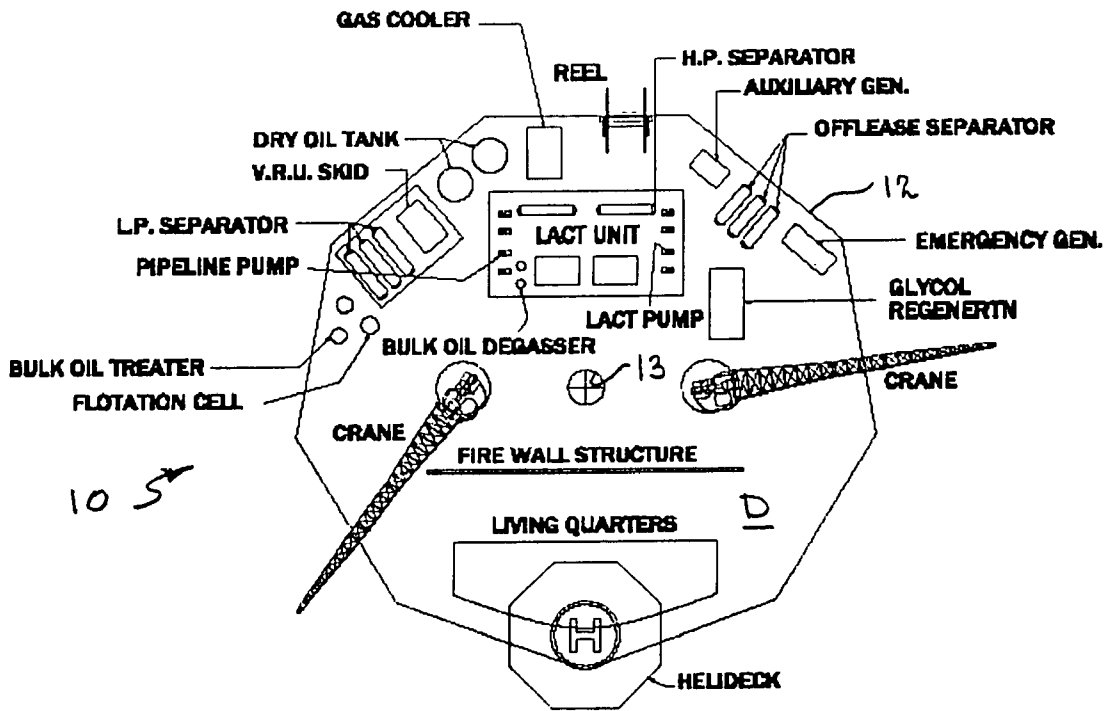 GAS COOLER
H.P. SEPARATOR
REEL
AUXILIARY GEN.
DRY OIL TANK
OFFLEASE SEPARATOR
V.R.U. SKID
12
L.P. SEPARATOR
LACT UNIT
EMERGENCY GEN.
PIPELINE PUMP
GLYCOL
REGENERTN
LACT PUMP
BULK OIL DEGASSER
BULK OIL TREATER
13
CRANE
FLOTATION CELL
CRANE
FIRE WALL STRUCTURE
10
D
LIVING QUARTERS
H
HELIDECK